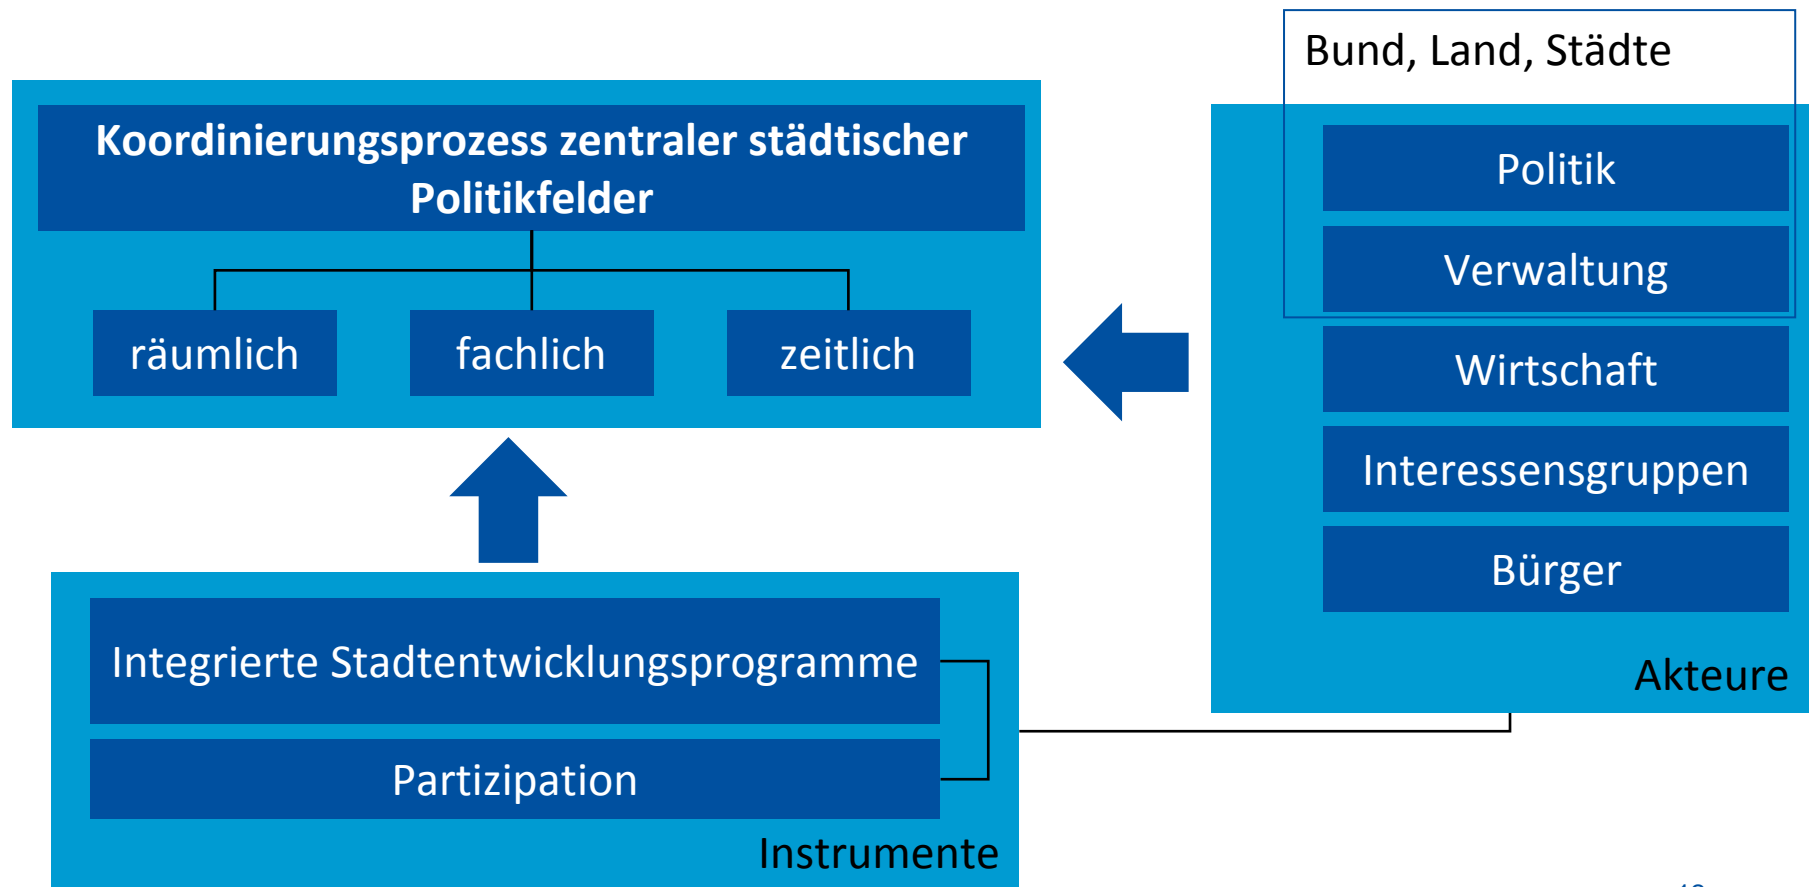 Bund, Land, Städte
Koordinierungsprozess zentraler städtischer
Politikfelder
räumlich
fachlich
zeitlich
Politik
Verwaltung
Wirtschaft
Interessensgruppen
Bürger
Akteure
Integrierte Stadtentwicklungsprogramme
Partizipation
Instrumente